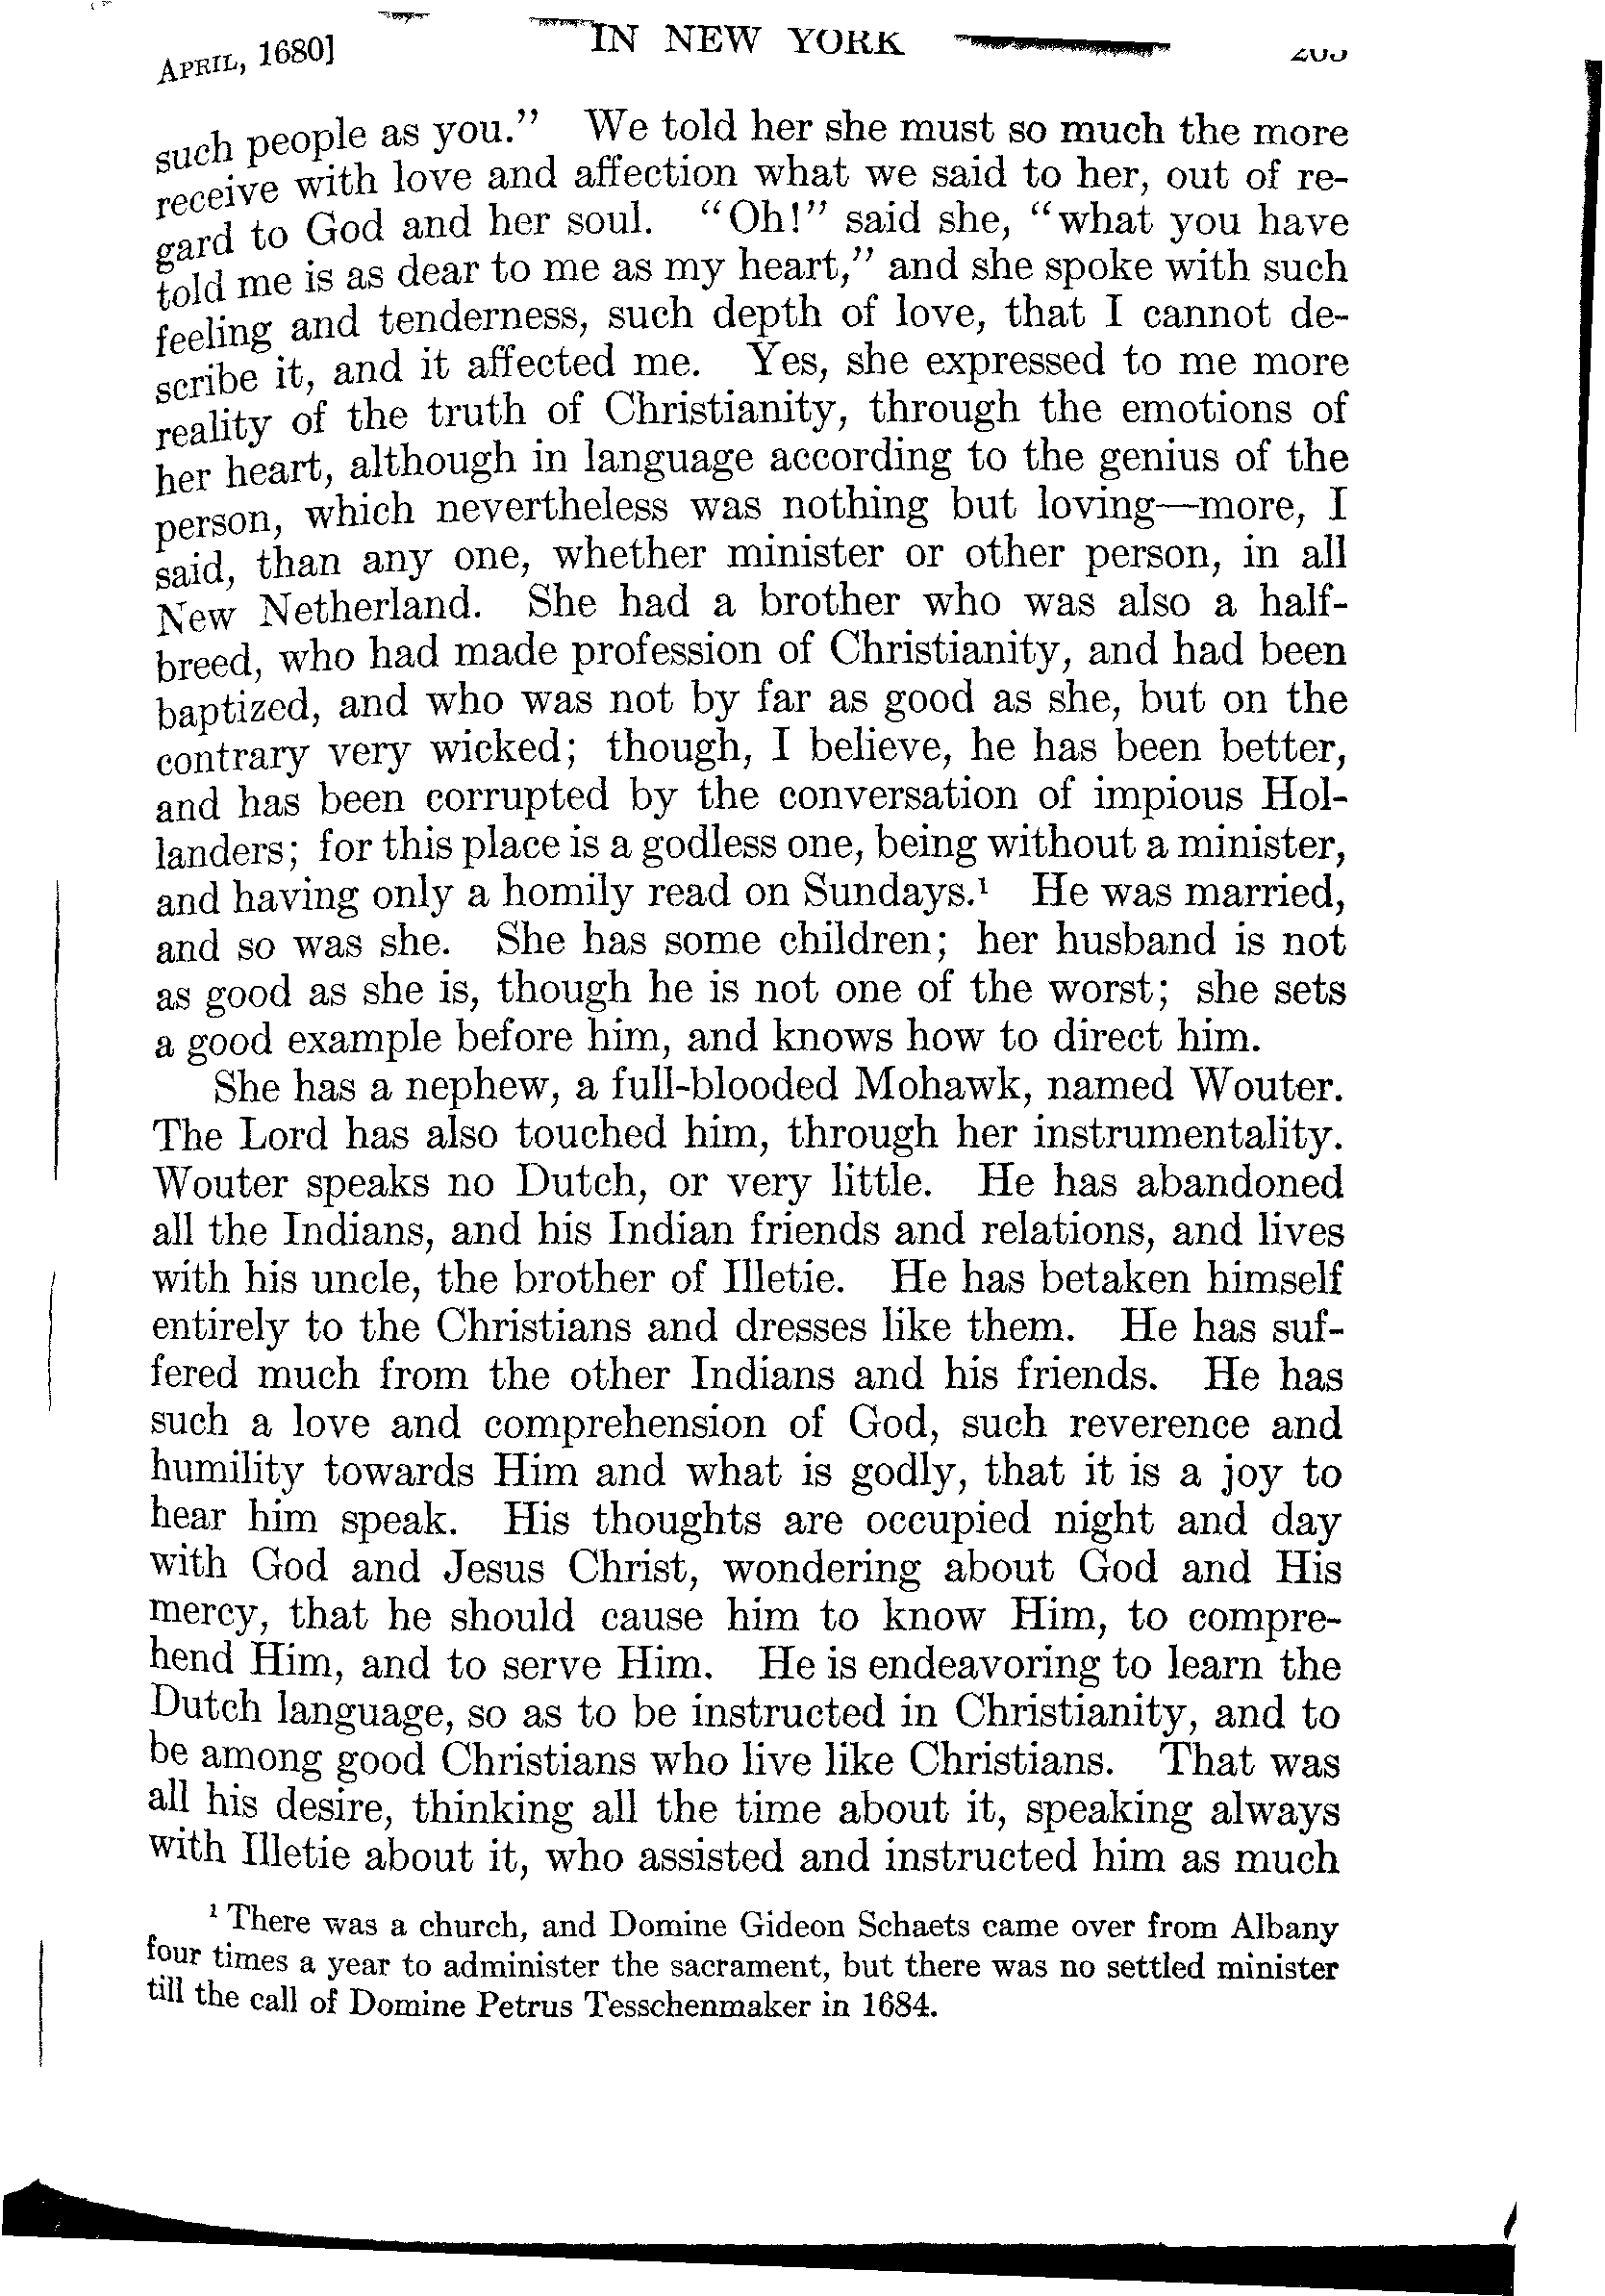 APRIL, 1680]
IN NEW YORK
such people as you." We told her she must so much the more
receive with love and affection what we said to her, out of re-
gard to God and her soul. "Oh!" said she, "what you have
told me is as dear to me as my heart," and she spoke with such
feeling and tenderness, such depth of love, that I cannot de-
scribe it, and it affected me. Yes, she expressed to me more
reality of the truth of Christianity, through the emotions of
her heart, although in language according to the genius of the
person, which nevertheless was nothing but loving—more, I
said, than any one, whether minister or other person, in all
New Netherland. She had a brother who was also a half-
breed, who had made profession of Christianity, and had been
baptized, and who was not by far as good as she, but on the
contrary very wicked; though, I believe, he has been better,
and has been corrupted by the conversation of impious Hol-
landers; for this place is a godless one, being without a minister,
and having only a homily read on Sundays.¹ He was married,
and so was she. She has some children; her husband is not
as good as she is, though he is not one of the worst; she sets
a good example before him, and knows how to direct him.
She has a nephew, a full-blooded Mohawk, named Wouter.
The Lord has also touched him, through her instrumentality.
Wouter speaks no Dutch, or very little. He has abandoned
all the Indians, and his Indian friends and relations, and lives
with his uncle, the brother of Illetie. He has betaken himself
entirely to the Christians and dresses like them. He has suf-
fered much from the other Indians and his friends. He has
such a love and comprehension of God, such reverence and
humility towards Him and what is godly, that it is a joy to
hear him speak. His thoughts are occupied night and day
with God and Jesus Christ, wondering about God and His
mercy, that he should cause him to know Him, to compre-
hend Him, and to serve Him. He is endeavoring to learn the
Dutch language, so as to be instructed in Christianity, and to
be among good Christians who live like Christians. That was
all his desire, thinking all the time about it, speaking always
with Illetie about it, who assisted and instructed him as much
¹ There was a church, and Domine Gideon Schaets came over from Albany
four times a year to administer the sacrament, but there was no settled minister
till the call of Domine Petrus Tesschenmaker in 1684.